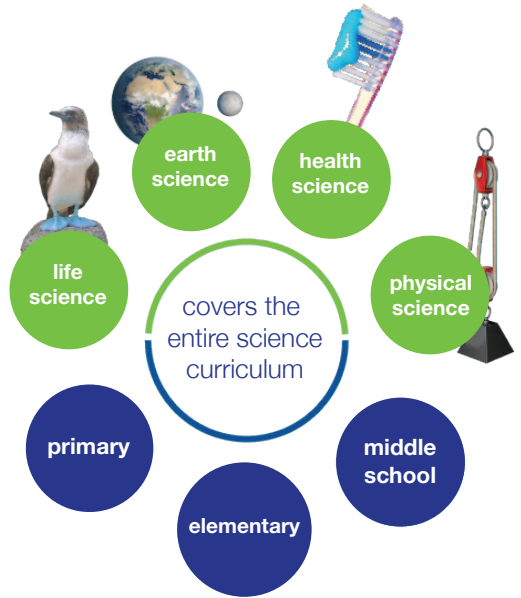 earth
science
health
science
life
science
physical
science
covers the
entire science
curriculum
primary
middle
school
elementary